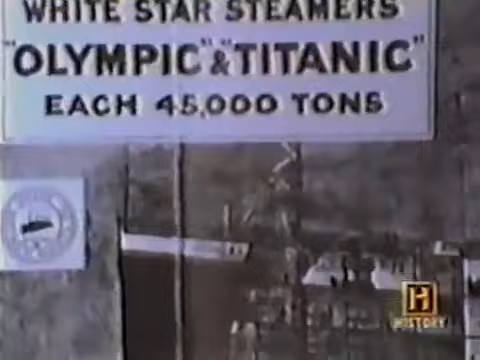 WHITE STAR STEAMERS
"OLYMPIC" & "TITANIC"
EACH 45,000 TONS
H
HISTORY